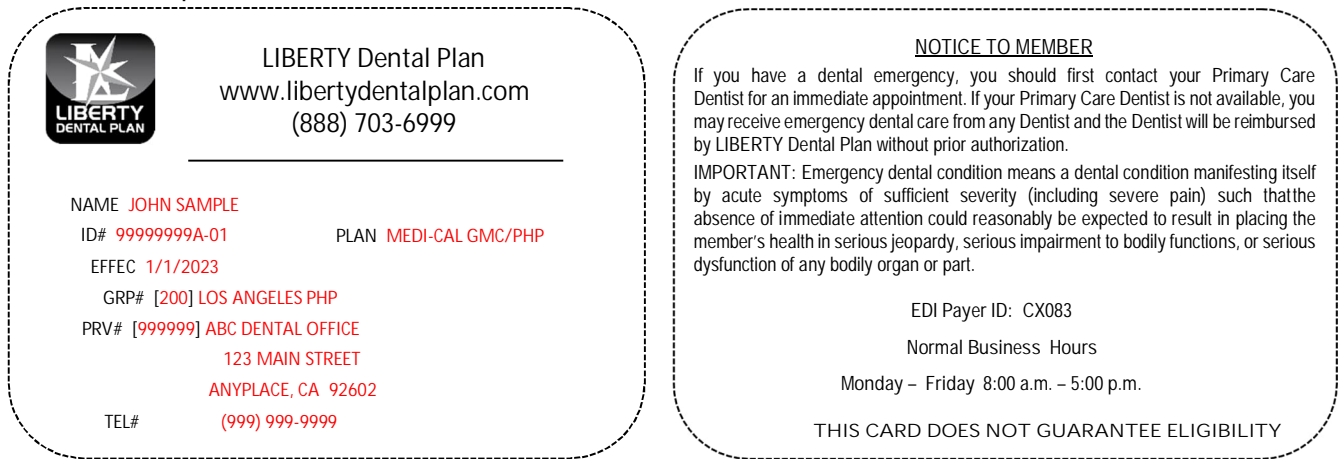 LIBERTY
DENTAL PLAN
LIBERTY Dental Plan
www.libertydentalplan.com
(888) 703-6999
NAME JOHN SAMPLE
ID# 99999999A-01 PLAN MEDI-CAL GMC/PHP
EFFEC 1/1/2023
GRP# [200] LOS ANGELES PHP
PRV# [999999] ABC DENTAL OFFICE
123 MAIN STREET
ANYPLACE, CA 92602
TEL# (999) 999-9999
NOTICE TO MEMBER
If you have a dental emergency, you should first contact your Primary Care
Dentist for an immediate appointment. If your Primary Care Dentist is not available, you
may receive emergency dental care from any Dentist and the Dentist will be reimbursed
by LIBERTY Dental Plan without prior authorization.
IMPORTANT: Emergency dental condition means a dental condition manifesting itself
by acute symptoms of sufficient severity (including severe pain) such thatthe
absence of immediate attention could reasonably be expected to result in placing the
member's health in serious jeopardy, serious impairment to bodily functions, or serious
dysfunction of any bodily organ or part.
EDI Payer ID: CX083
Normal Business Hours
Monday – Friday 8:00 a.m. – 5:00 p.m.
THIS CARD DOES NOT GUARANTEE ELIGIBILITY